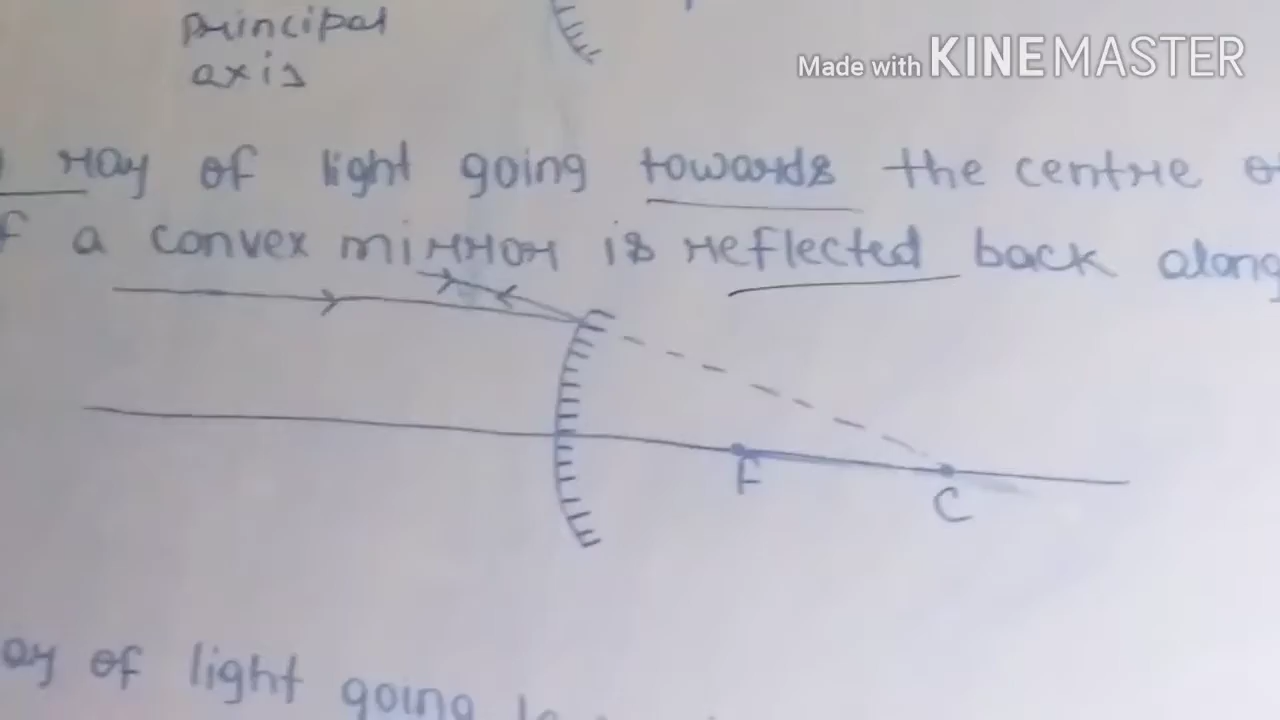 Principal
axis
Made with KINEMASTER
ray of light going towards the centre
a convex mirror is reflected back along
F
C
of light going